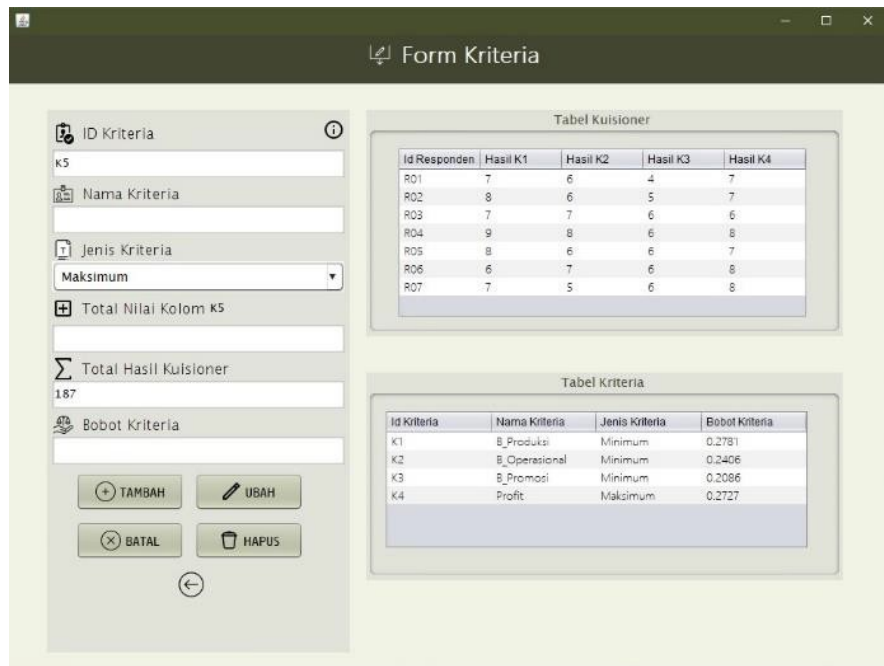 Form Kriteria
ID Kriteria
K5
Nama Kriteria
Jenis Kriteria
Maksimum
Total Nilai Kolom K5
Total Hasil Kuisioner
187
Bobot Kriteria
TAMBAH UBAH
BATAL HAPUS
Tabel Kuisioner
Id Responden Hasil K1 Hasil K2 Hasil K3 Hasil K4
R01 7 6 4 7
R02 8 6 5 7
R03 7 7 6 6
R04 9 8 6 8
R05 8 6 6 7
R06 6 7 6 8
R07 7 5 6 8
Tabel Kriteria
Id Kriteria Nama Kriteria Jenis Kriteria Bobot Kriteria
K1 B_Produksi Minimum 0.2781
K2 B_Operasional Minimum 0.2406
K3 B_Promosi Minimum 0.2086
K4 Profit Maksimum 0.2727